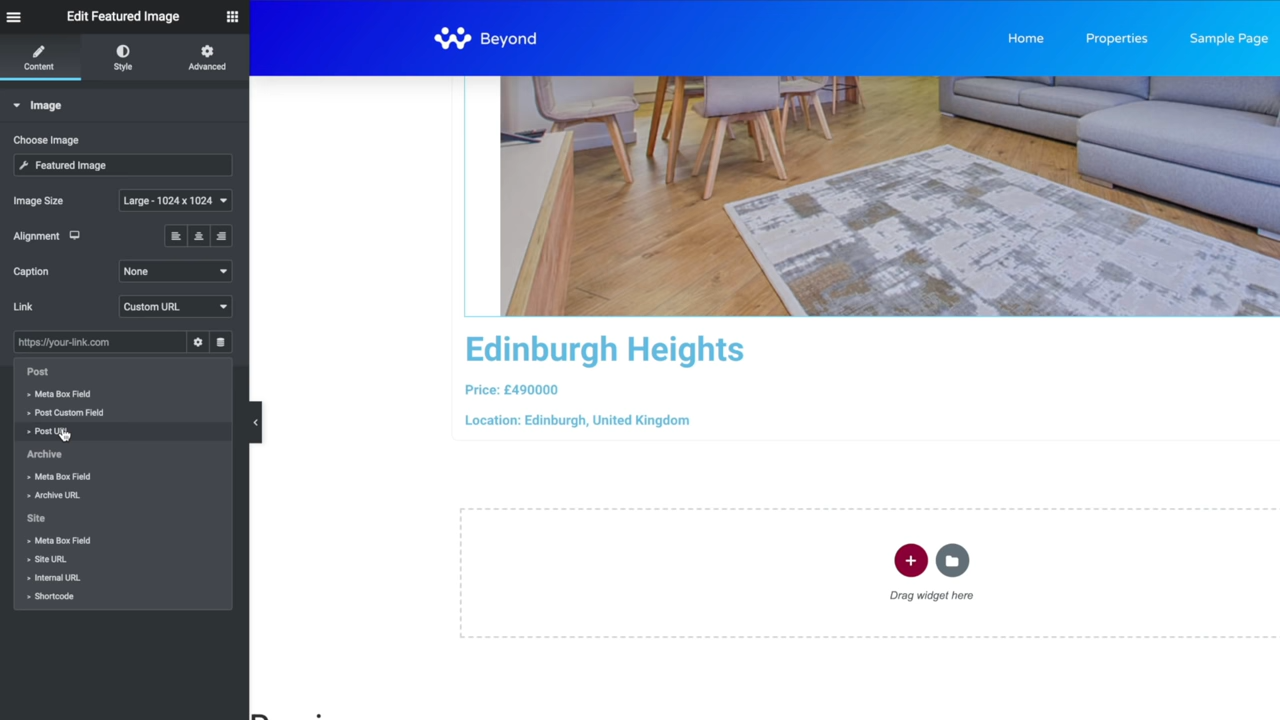 Edit Featured Image
Content
Style
Advanced
Image
Choose Image
Featured Image
Image Size
Large - 1024 x 1024
Alignment
Caption
None
Link
Custom URL
https://your-link.com
Post
Meta Box Field
Post Custom Field
Post URL
Archive
Meta Box Field
Archive URL
Site
Meta Box Field
Site URL
Internal URL
Shortcode
Beyond
Home
Properties
Sample Page
Edinburgh Heights
Price: £490000
Location: Edinburgh, United Kingdom
Drag widget here